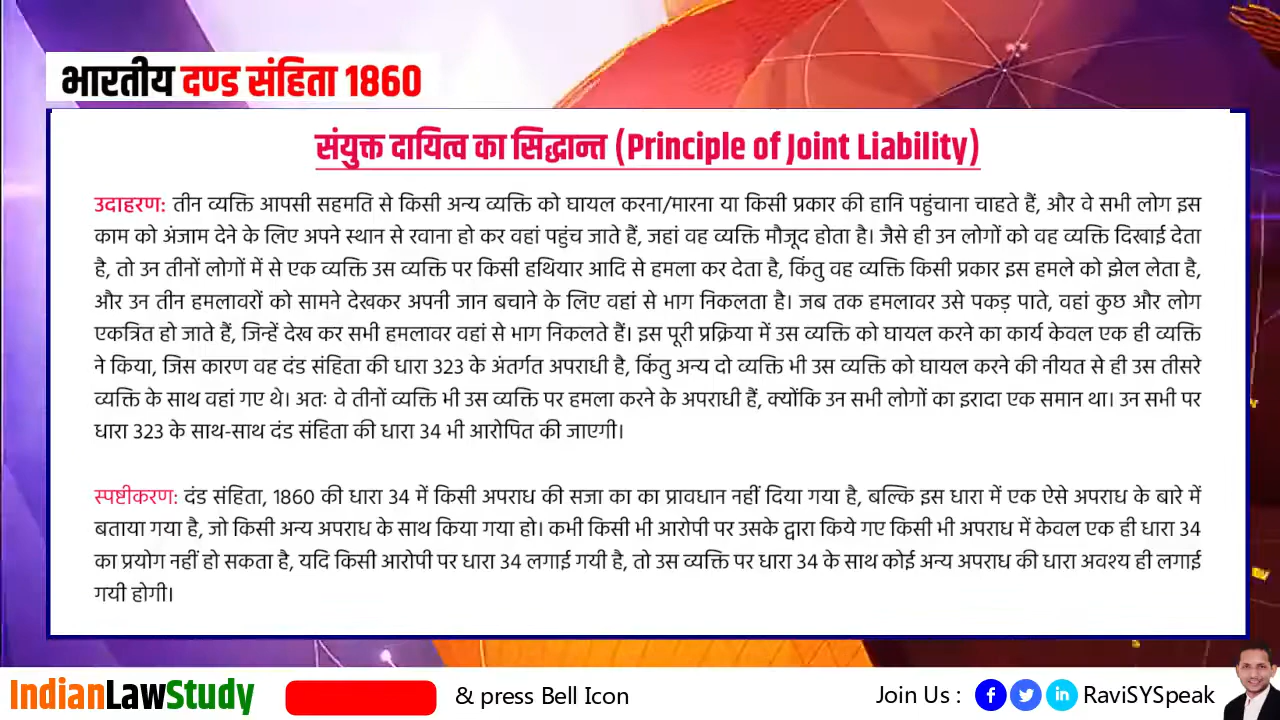 भारतीय दण्ड संहिता 1860
संयुक्त दायित्व का सिद्धान्त (Principle of Joint Liability)
उदाहरण: तीन व्यक्ति आपसी सहमति से किसी अन्य व्यक्ति को घायल करना/मारना या किसी प्रकार की हानि पहुंचाना चाहते हैं, और वे सभी लोग इस
काम को अंजाम देने के लिए अपने स्थान से रवाना हो कर वहां पहुंच जाते हैं, जहां वह व्यक्ति मौजूद होता है। जैसे ही उन लोगों को वह व्यक्ति दिखाई देता
है, तो उन तीनों लोगों में से एक व्यक्ति उस व्यक्ति पर किसी हथियार आदि से हमला कर देता है, किंतु वह व्यक्ति किसी प्रकार इस हमले को झेल लेता है,
और उन तीन हमलावरों को सामने देखकर अपनी जान बचाने के लिए वहां से भाग निकलता है। जब तक हमलावर उसे पकड़ पाते, वहां कुछ और लोग
एकत्रित हो जाते हैं, जिन्हें देख कर सभी हमलावर वहां से भाग निकलते हैं। इस पूरी प्रक्रिया में उस व्यक्ति को घायल करने का कार्य केवल एक ही व्यक्ति
ने किया, जिस कारण वह दंड संहिता की धारा 323 के अंतर्गत अपराधी है, किंतु अन्य दो व्यक्ति भी उस व्यक्ति को घायल करने की नीयत से ही उस तीसरे
व्यक्ति के साथ वहां गए थे। अतः वे तीनों व्यक्ति भी उस व्यक्ति पर हमला करने के अपराधी हैं, क्योंकि उन सभी लोगों का इरादा एक समान था। उन सभी पर
धारा 323 के साथ-साथ दंड संहिता की धारा 34 भी आरोपित की जाएगी।
स्पष्टीकरण: दंड संहिता, 1860 की धारा 34 में किसी अपराध की सजा का का प्रावधान नहीं दिया गया है, बल्कि इस धारा में एक ऐसे अपराध के बारे में
बताया गया है, जो किसी अन्य अपराध के साथ किया गया हो। कभी किसी भी आरोपी पर उसके द्वारा किये गए किसी भी अपराध में केवल एक ही धारा 34
का प्रयोग नहीं हो सकता है, यदि किसी आरोपी पर धारा 34 लगाई गयी है, तो उस व्यक्ति पर धारा 34 के साथ कोई अन्य अपराध की धारा अवश्य ही लगाई
गयी होगी।
IndianLawStudy & press Bell Icon Join Us : RaviSYSpeak